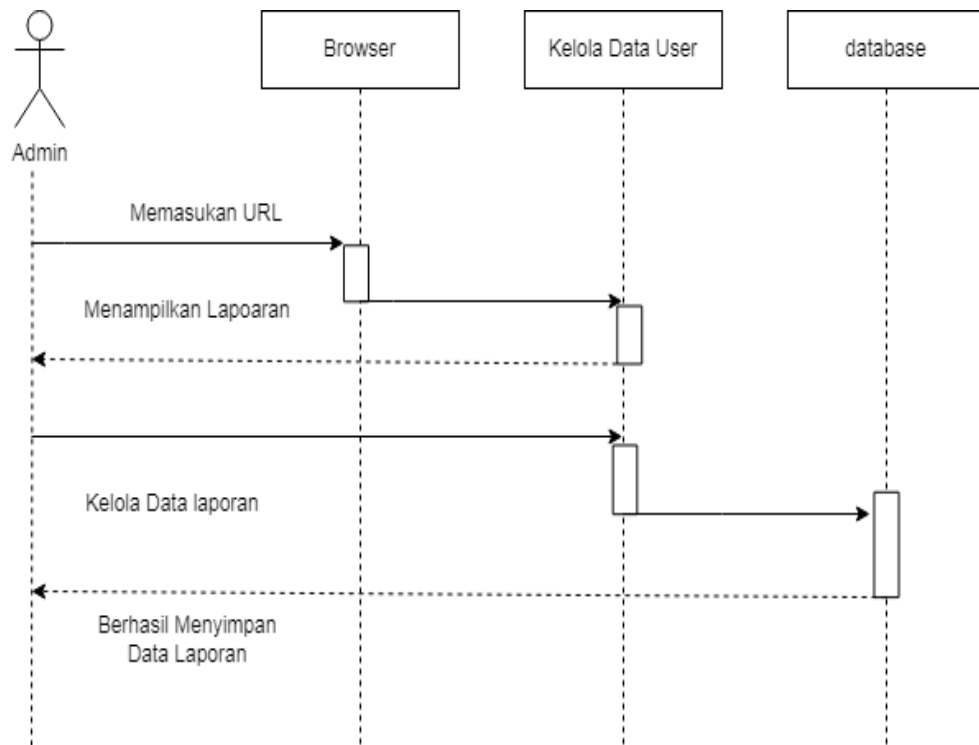 Browser
Kelola Data User
database
Admin
Memasukan URL
Menampilkan Lapoaran
Kelola Data laporan
Berhasil Menyimpan
Data Laporan